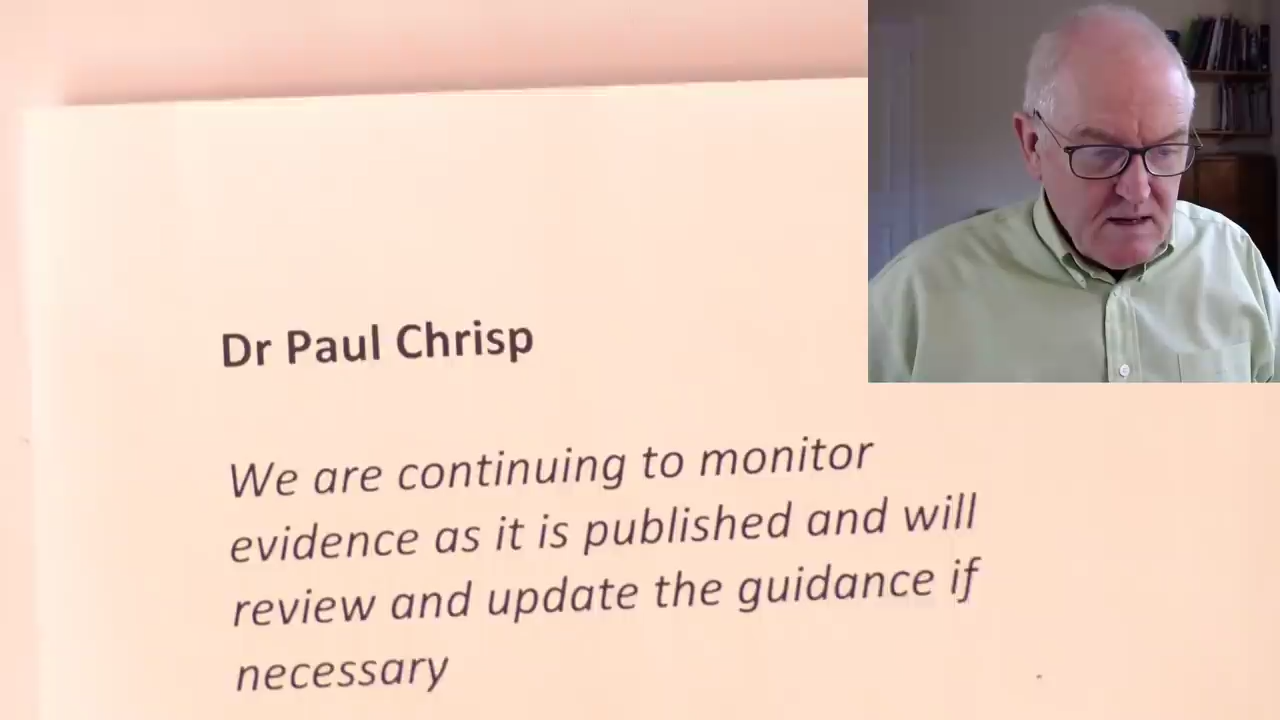 Dr Paul Chrisp
We are continuing to monitor
evidence as it is published and will
review and update the guidance if
necessary